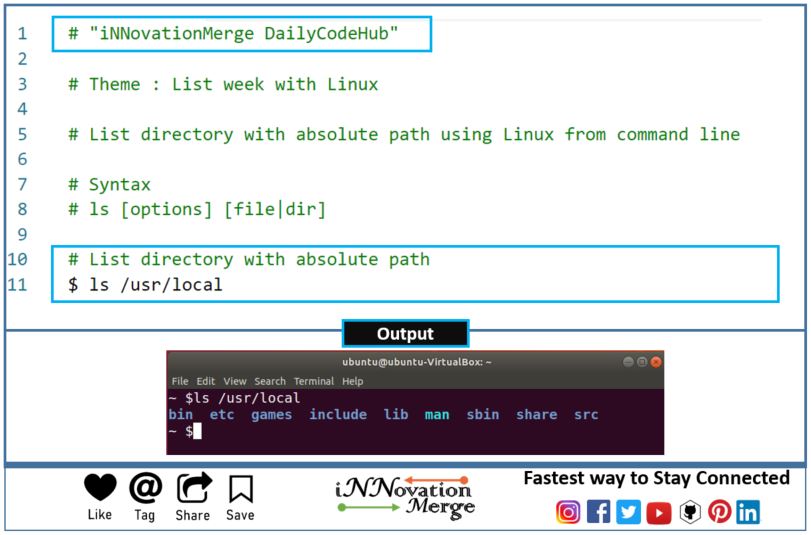 1 # "iNNovationMerge DailyCodeHub"
2
3 # Theme : List week with Linux
4
5 # List directory with absolute path using Linux from command line
6
7 # Syntax
8 # ls [options] [file|dir]
9
10 # List directory with absolute path
11 $ ls /usr/local
Output
ubuntu@ubuntu-VirtualBox: ~
File Edit View Search Terminal Help
~ $ls /usr/local
bin etc games include lib man sbin share src
~ $
Like Tag Share Save
iNNovation
Merge
Fastest way to Stay Connected